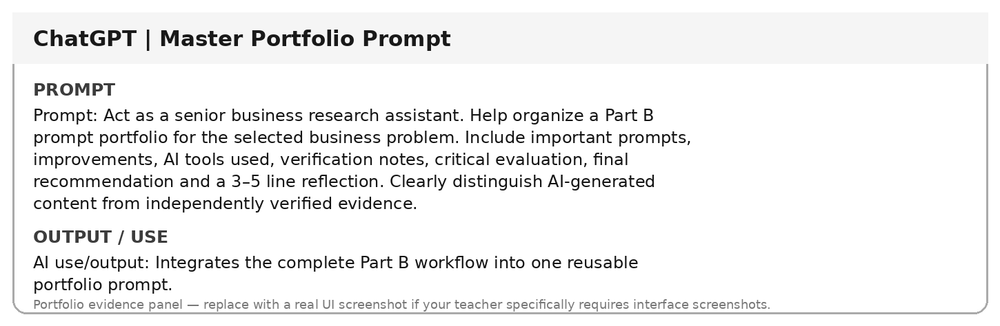 ChatGPT | Master Portfolio Prompt
PROMPT
Prompt: Act as a senior business research assistant. Help organize a Part B
prompt portfolio for the selected business problem. Include important prompts,
improvements, AI tools used, verification notes, critical evaluation, final
recommendation and a 3–5 line reflection. Clearly distinguish AI-generated
content from independently verified evidence.
OUTPUT / USE
AI use/output: Integrates the complete Part B workflow into one reusable
portfolio prompt.
Portfolio evidence panel — replace with a real UI screenshot if your teacher specifically requires interface screenshots.